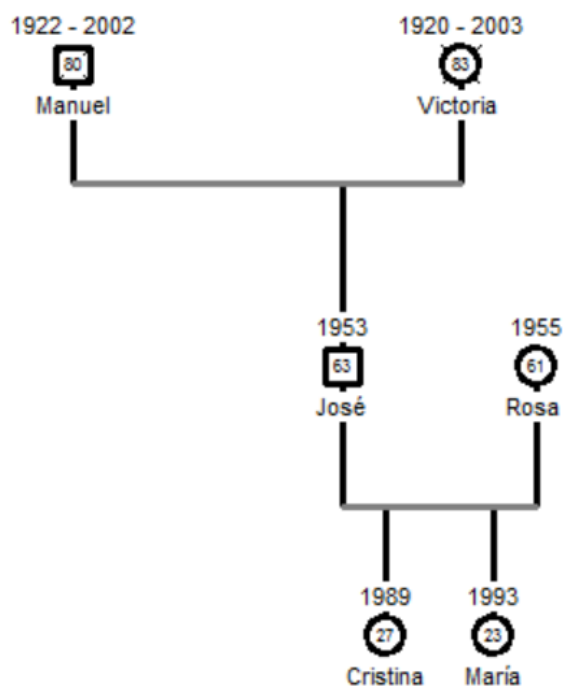 1922 - 2002 1920 - 2003
80 83
Manuel Victoria
1953 1955
63 61
José Rosa
1989 1993
27 23
Cristina María